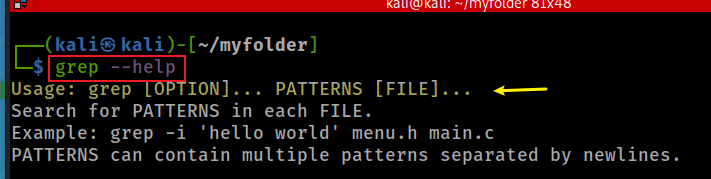 kali@kali: ~/myfolder 81x48
┌──(kali㉿kali)-[~/myfolder]
└─$ grep --help
Usage: grep [OPTION]... PATTERNS [FILE]...
Search for PATTERNS in each FILE.
Example: grep -i 'hello world' menu.h main.c
PATTERNS can contain multiple patterns separated by newlines.